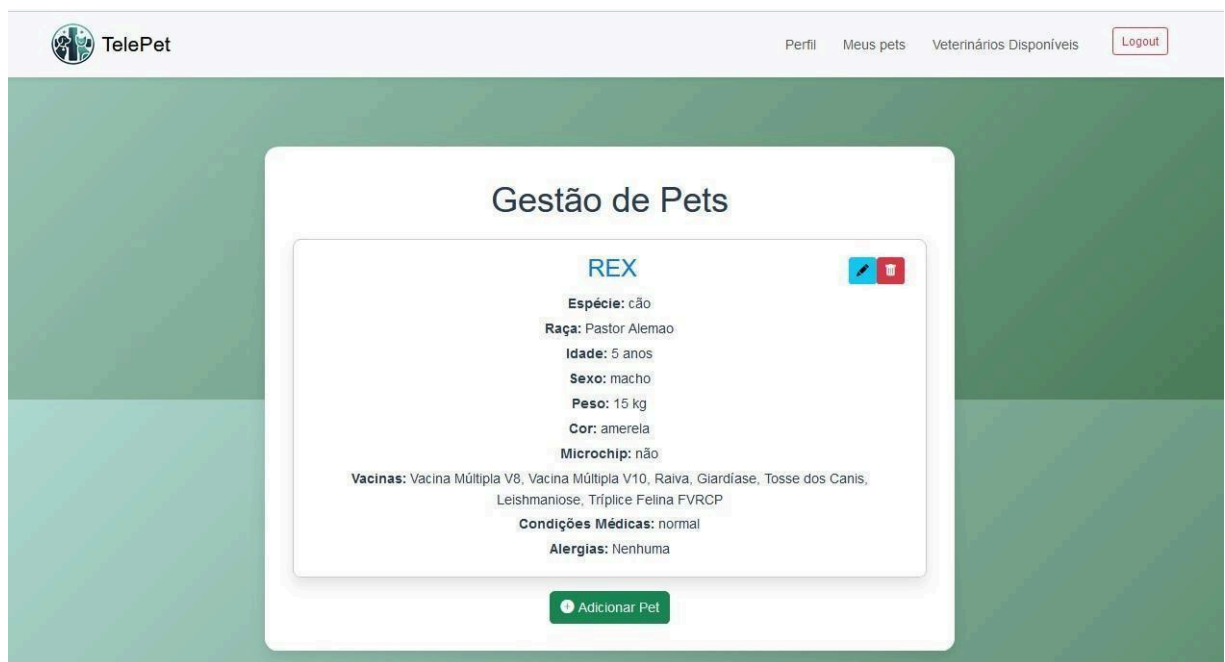 TelePet
Perfil
Meus pets
Veterinários Disponíveis
Logout
Gestão de Pets
REX
Espécie: cão
Raça: Pastor Alemao
Idade: 5 anos
Sexo: macho
Peso: 15 kg
Cor: amerela
Microchip: não
Vacinas: Vacina Múltipla V8, Vacina Múltipla V10, Raiva, Giardíase, Tosse dos Canis,
Leishmaniose, Tríplice Felina FVRCP
Condições Médicas: normal
Alergias: Nenhuma
Adicionar Pet